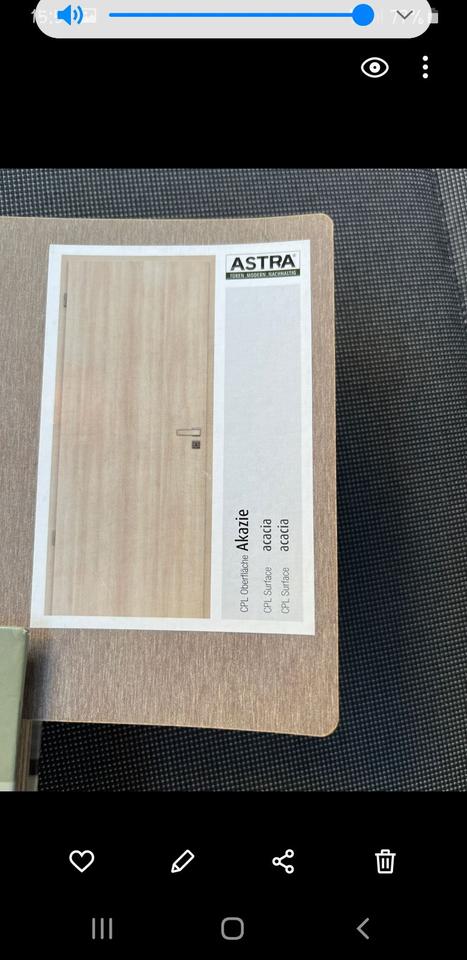 ASTRA®
TÜREN . MODERN . NACHHALTIG
CPL Oberfläche Akazie
CPL Surface acacia
CPL Surface acacia